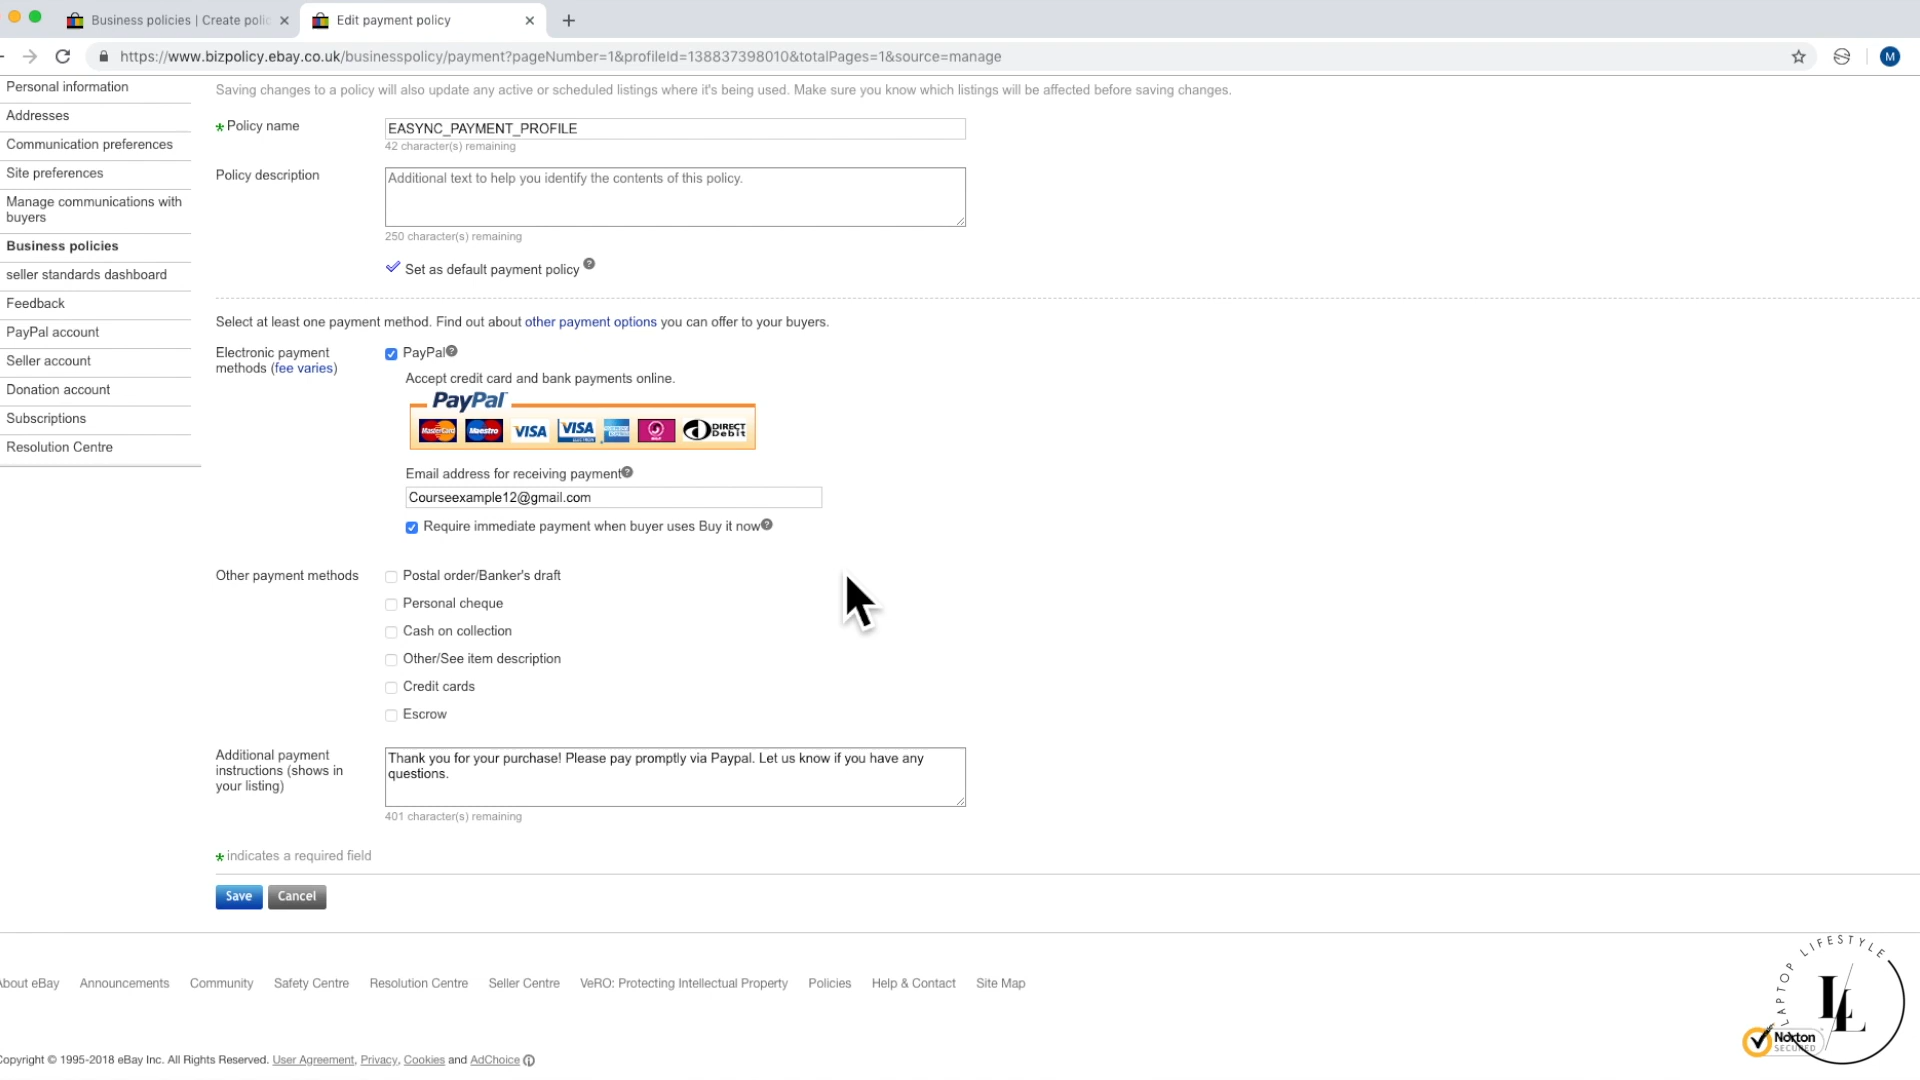 Business policies | Create polic
Edit payment policy
https://www.bizpolicy.ebay.co.uk/businesspolicy/payment?pageNumber=1&profileId=138837398010&totalPages=1&source=manage
M
Personal information
Addresses
Communication preferences
Site preferences
Manage communications with
buyers
Business policies
seller standards dashboard
Feedback
PayPal account
Seller account
Donation account
Subscriptions
Resolution Centre
Saving changes to a policy will also update any active or scheduled listings where it's being used. Make sure you know which listings will be affected before saving changes.
* Policy name
EASYNC_PAYMENT_PROFILE
42 character(s) remaining
Policy description
Additional text to help you identify the contents of this policy.
250 character(s) remaining
Set as default payment policy ?
Select at least one payment method. Find out about other payment options you can offer to your buyers.
Electronic payment
methods (fee varies)
PayPal ?
Accept credit card and bank payments online.
PayPal
MasterCard Maestro VISA VISA DIRECT Debit
Email address for receiving payment ?
Courseexample12@gmail.com
Require immediate payment when buyer uses Buy it now ?
Other payment methods
Postal order/Banker's draft
Personal cheque
Cash on collection
Other/See item description
Credit cards
Escrow
Additional payment
instructions (shows in
your listing)
Thank you for your purchase! Please pay promptly via Paypal. Let us know if you have any
questions.
401 character(s) remaining
* indicates a required field
Save Cancel
About eBay Announcements Community Safety Centre Resolution Centre Seller Centre VeRO: Protecting Intellectual Property Policies Help & Contact Site Map
Copyright © 1995-2018 eBay Inc. All Rights Reserved. User Agreement, Privacy, Cookies and AdChoice
LAPTOP LIFESTYLE
LL
Norton
SECURED